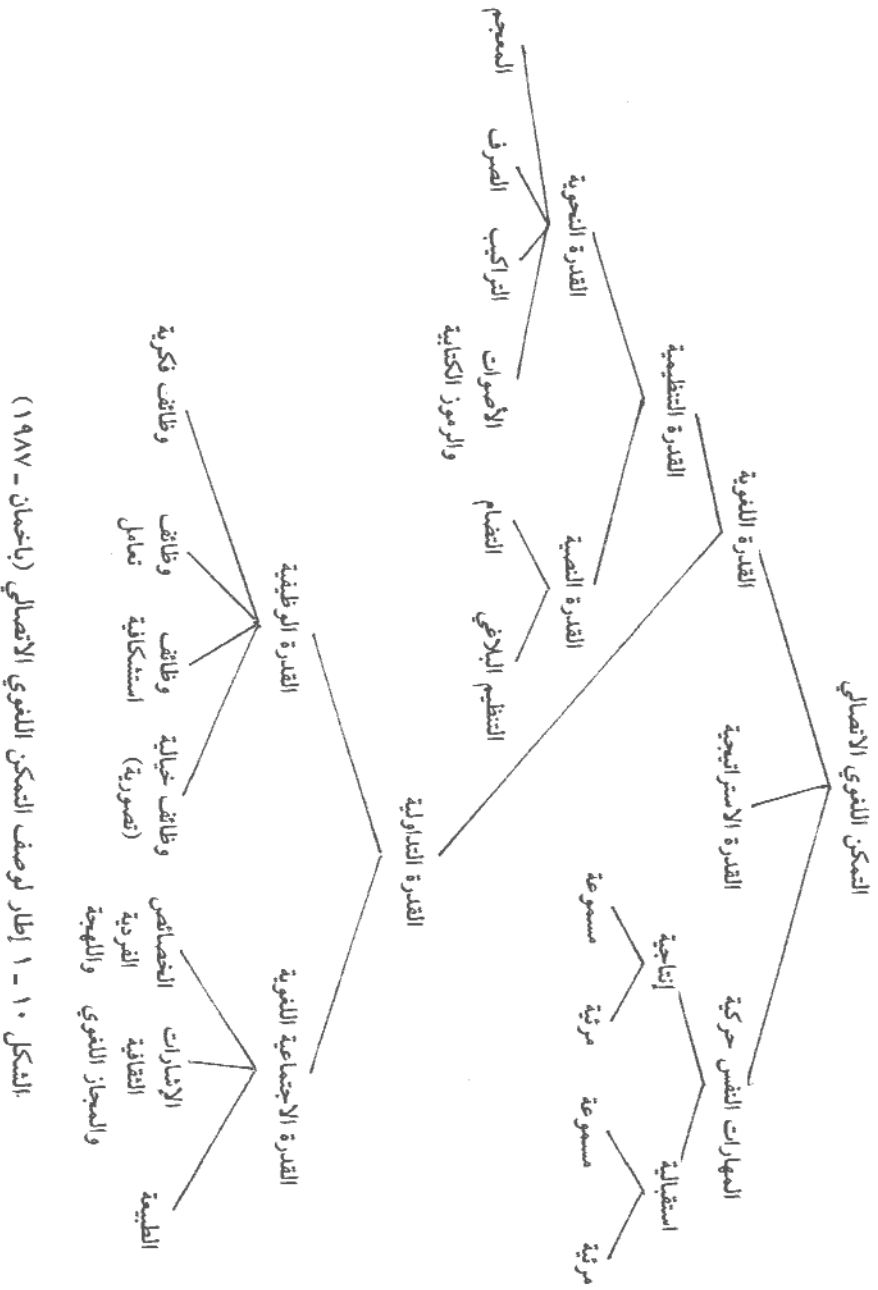 التمكن اللغوي الاتصالي
المهارات النفس حركية القدرة الاستراتيجية القدرة اللغوية
استقبالية إنتاجية القدرة التنظيمية
مرئية مسموعة مرئية مسموعة القدرة النصية القدرة النحوية
التنظيم البلاغي التضام الأصوات التراكيب الصرف المعجم
والرموز الكتابية
القدرة التداولية
القدرة الاجتماعية اللغوية القدرة الوظيفية
الطبيعة الإشارات الخصائص وظائف خيالية وظائف وظائف وظائف فكرية
الثقافية الفردية (تصورية) استشكافية تعامل
والمجاز اللغوي واللهجة
الشكل ١٠ - ١ إطار لوصف التمكن اللغوي الاتصالي (باخمان - ١٩٨٧)